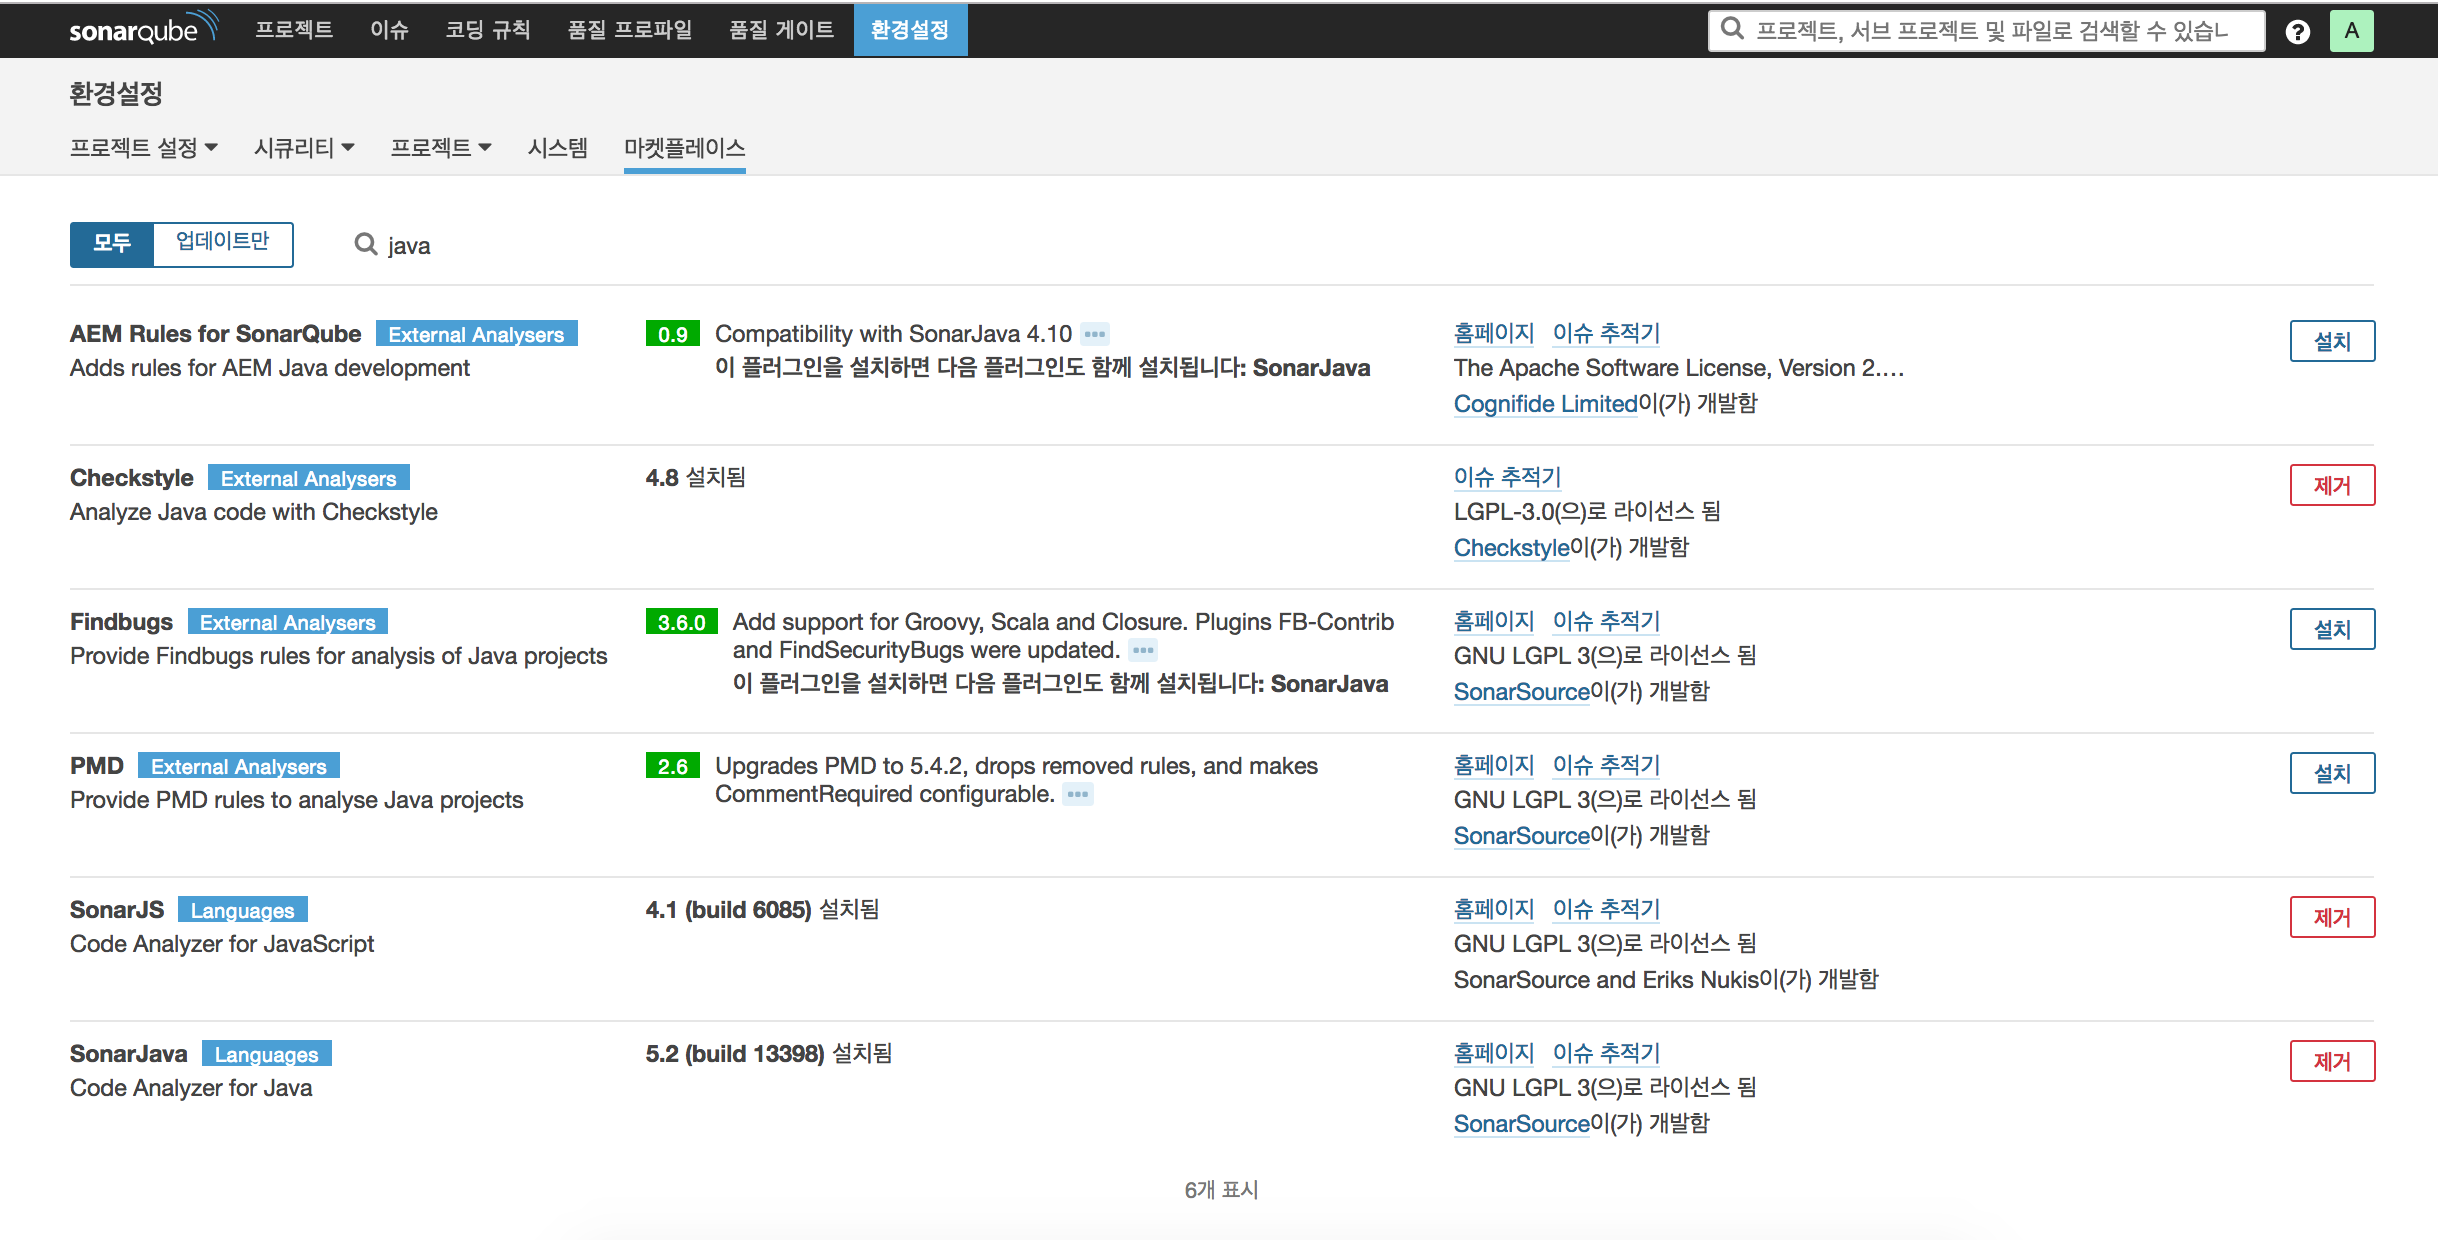 sonarqube 프로젝트 이슈 코딩 규칙 품질 프로파일 품질 게이트 환경설정 프로젝트, 서브 프로젝트 및 파일로 검색할 수 있습 ? A
환경설정
프로젝트 설정 시큐리티 프로젝트 시스템 마켓플레이스
모두 업데이트만 java
AEM Rules for SonarQube External Analysers 0.9 Compatibility with SonarJava 4.10 ••• 홈페이지 이슈 추적기 설치
Adds rules for AEM Java development 이 플러그인을 설치하면 다음 플러그인도 함께 설치됩니다: SonarJava The Apache Software License, Version 2.…
Cognifide Limited이(가) 개발함
Checkstyle External Analysers 4.8 설치됨 이슈 추적기 제거
Analyze Java code with Checkstyle LGPL-3.0(으)로 라이선스 됨
Checkstyle이(가) 개발함
Findbugs External Analysers 3.6.0 Add support for Groovy, Scala and Closure. Plugins FB-Contrib 홈페이지 이슈 추적기 설치
Provide Findbugs rules for analysis of Java projects and FindSecurityBugs were updated. ••• GNU LGPL 3(으)로 라이선스 됨
이 플러그인을 설치하면 다음 플러그인도 함께 설치됩니다: SonarJava SonarSource이(가) 개발함
PMD External Analysers 2.6 Upgrades PMD to 5.4.2, drops removed rules, and makes 홈페이지 이슈 추적기 설치
Provide PMD rules to analyse Java projects CommentRequired configurable. ••• GNU LGPL 3(으)로 라이선스 됨
SonarSource이(가) 개발함
SonarJS Languages 4.1 (build 6085) 설치됨 홈페이지 이슈 추적기 제거
Code Analyzer for JavaScript GNU LGPL 3(으)로 라이선스 됨
SonarSource and Eriks Nukis이(가) 개발함
SonarJava Languages 5.2 (build 13398) 설치됨 홈페이지 이슈 추적기 제거
Code Analyzer for Java GNU LGPL 3(으)로 라이선스 됨
SonarSource이(가) 개발함
6개 표시